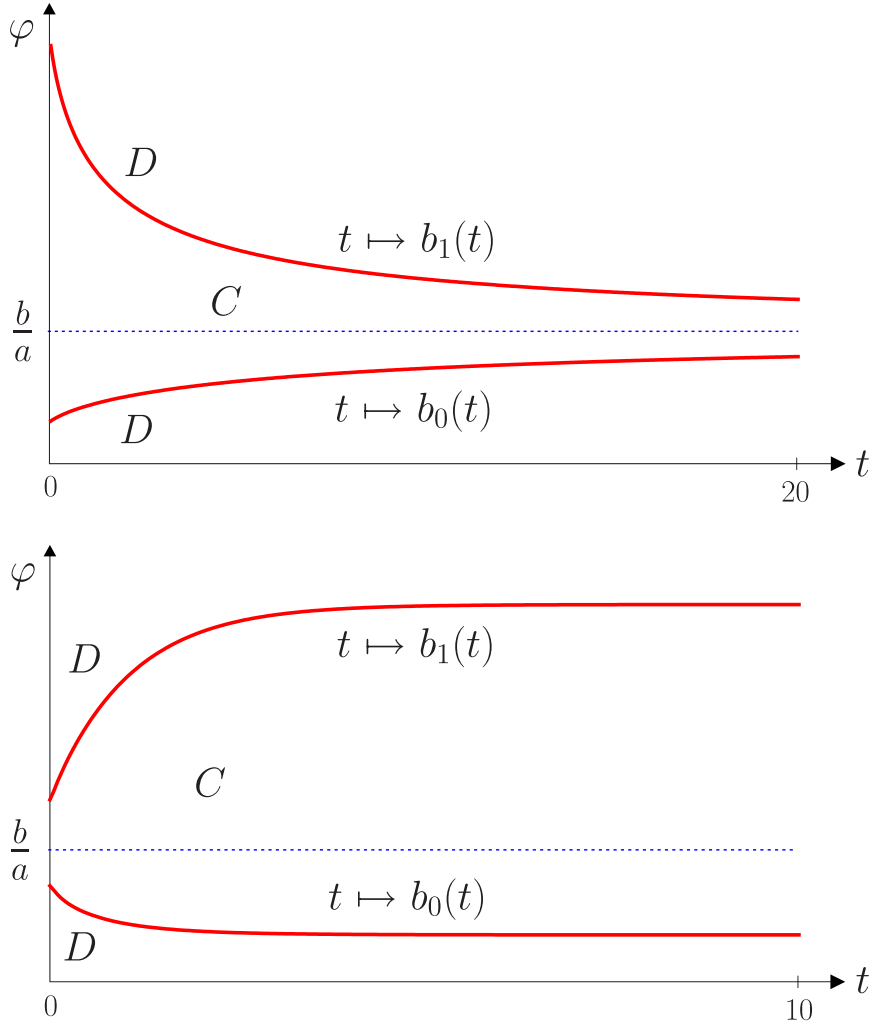 φ
D
t ↦ b₁(t)
C
b/a
t ↦ b₀(t)
D
t
0
20
φ
D
t ↦ b₁(t)
C
b/a
t ↦ b₀(t)
D
t
0
10